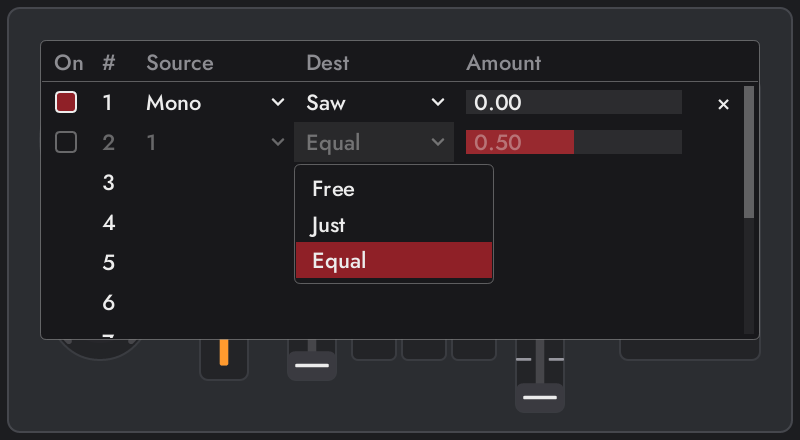 On # Source Dest Amount
1 Mono Saw 0.00 ×
2 1 Equal 0.50
3
Free
4
Just
5
Equal
6